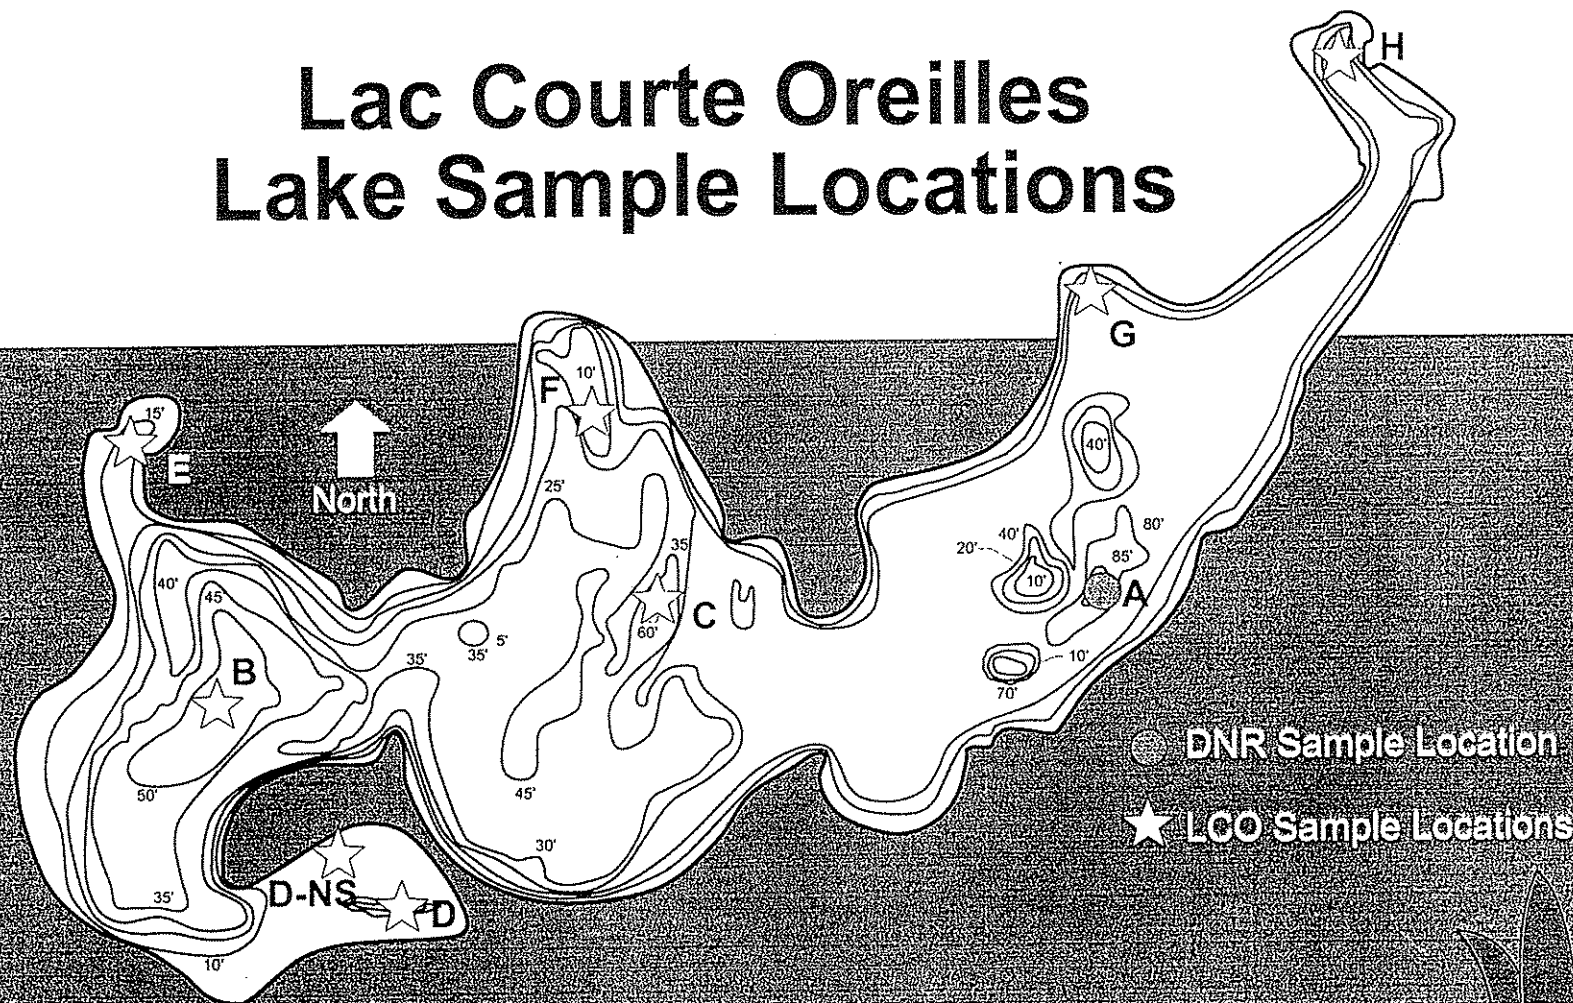 Lac Courte Oreilles
Lake Sample Locations
H
G
F
10'
15'
E
North
25'
40'
80'
40'
20'
85'
10'
A
35
40'
45
C
60'
5'
35'
35'
10'
70'
B
50'
45'
30'
35'
10'
D-NS
D
DNR Sample Location
LCO Sample Locations